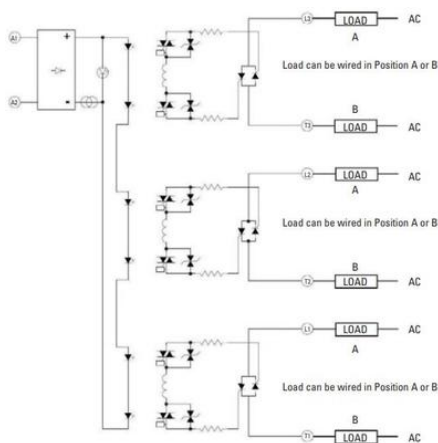 L3 LOAD AC
A
A1 + 
Load can be wired in Position A or B
B
A2 -
T3 LOAD AC
L2 LOAD AC
A
Load can be wired in Position A or B
B
T2 LOAD AC
L1 LOAD AC
A
Load can be wired in Position A or B
B
T1 LOAD AC